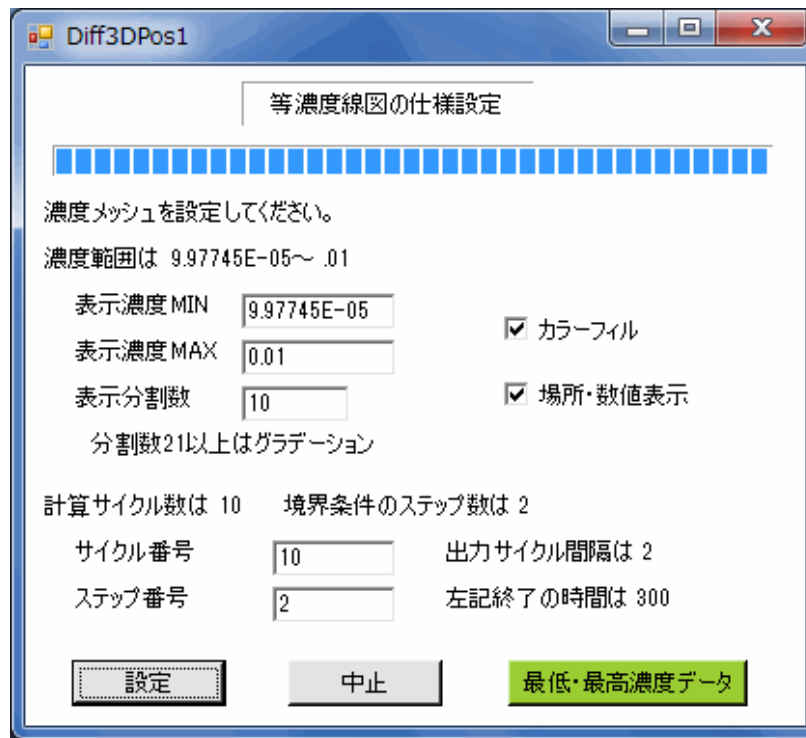 Diff3DPos1
等濃度線図の仕様設定
濃度メッシュを設定してください。
濃度範囲は 9.97745E-05～ .01
表示濃度MIN 9.97745E-05
カラーフィル
表示濃度MAX 0.01
表示分割数 10
場所・数値表示
分割数21以上はグラデーション
計算サイクル数は 10 境界条件のステップ数は 2
サイクル番号 10 出力サイクル間隔は 2
ステップ番号 2 左記終了の時間は 300
設定 中止 最低・最高濃度データ